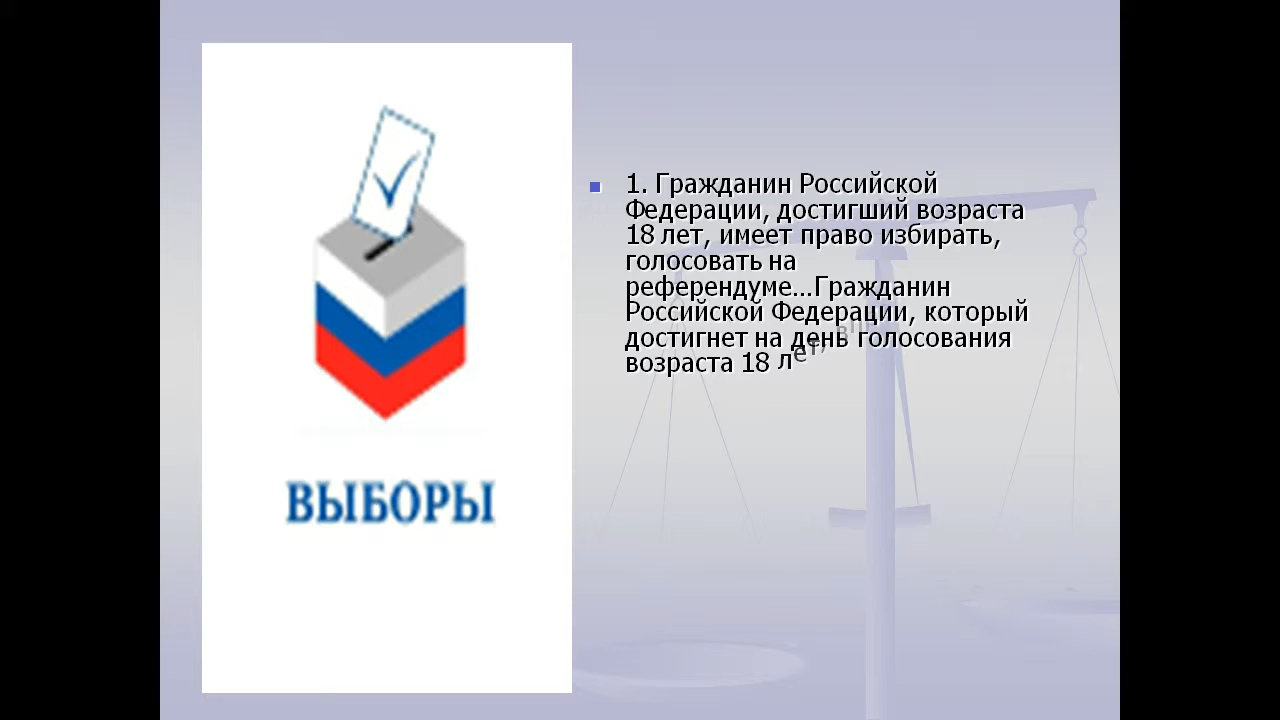 ВЫБОРЫ
1. Гражданин Российской
Федерации, достигший возраста
18 лет, имеет право избирать,
голосовать на
референдуме...Гражданин
Российской Федерации, который
достигнет на день голосования
возраста 18 лет,